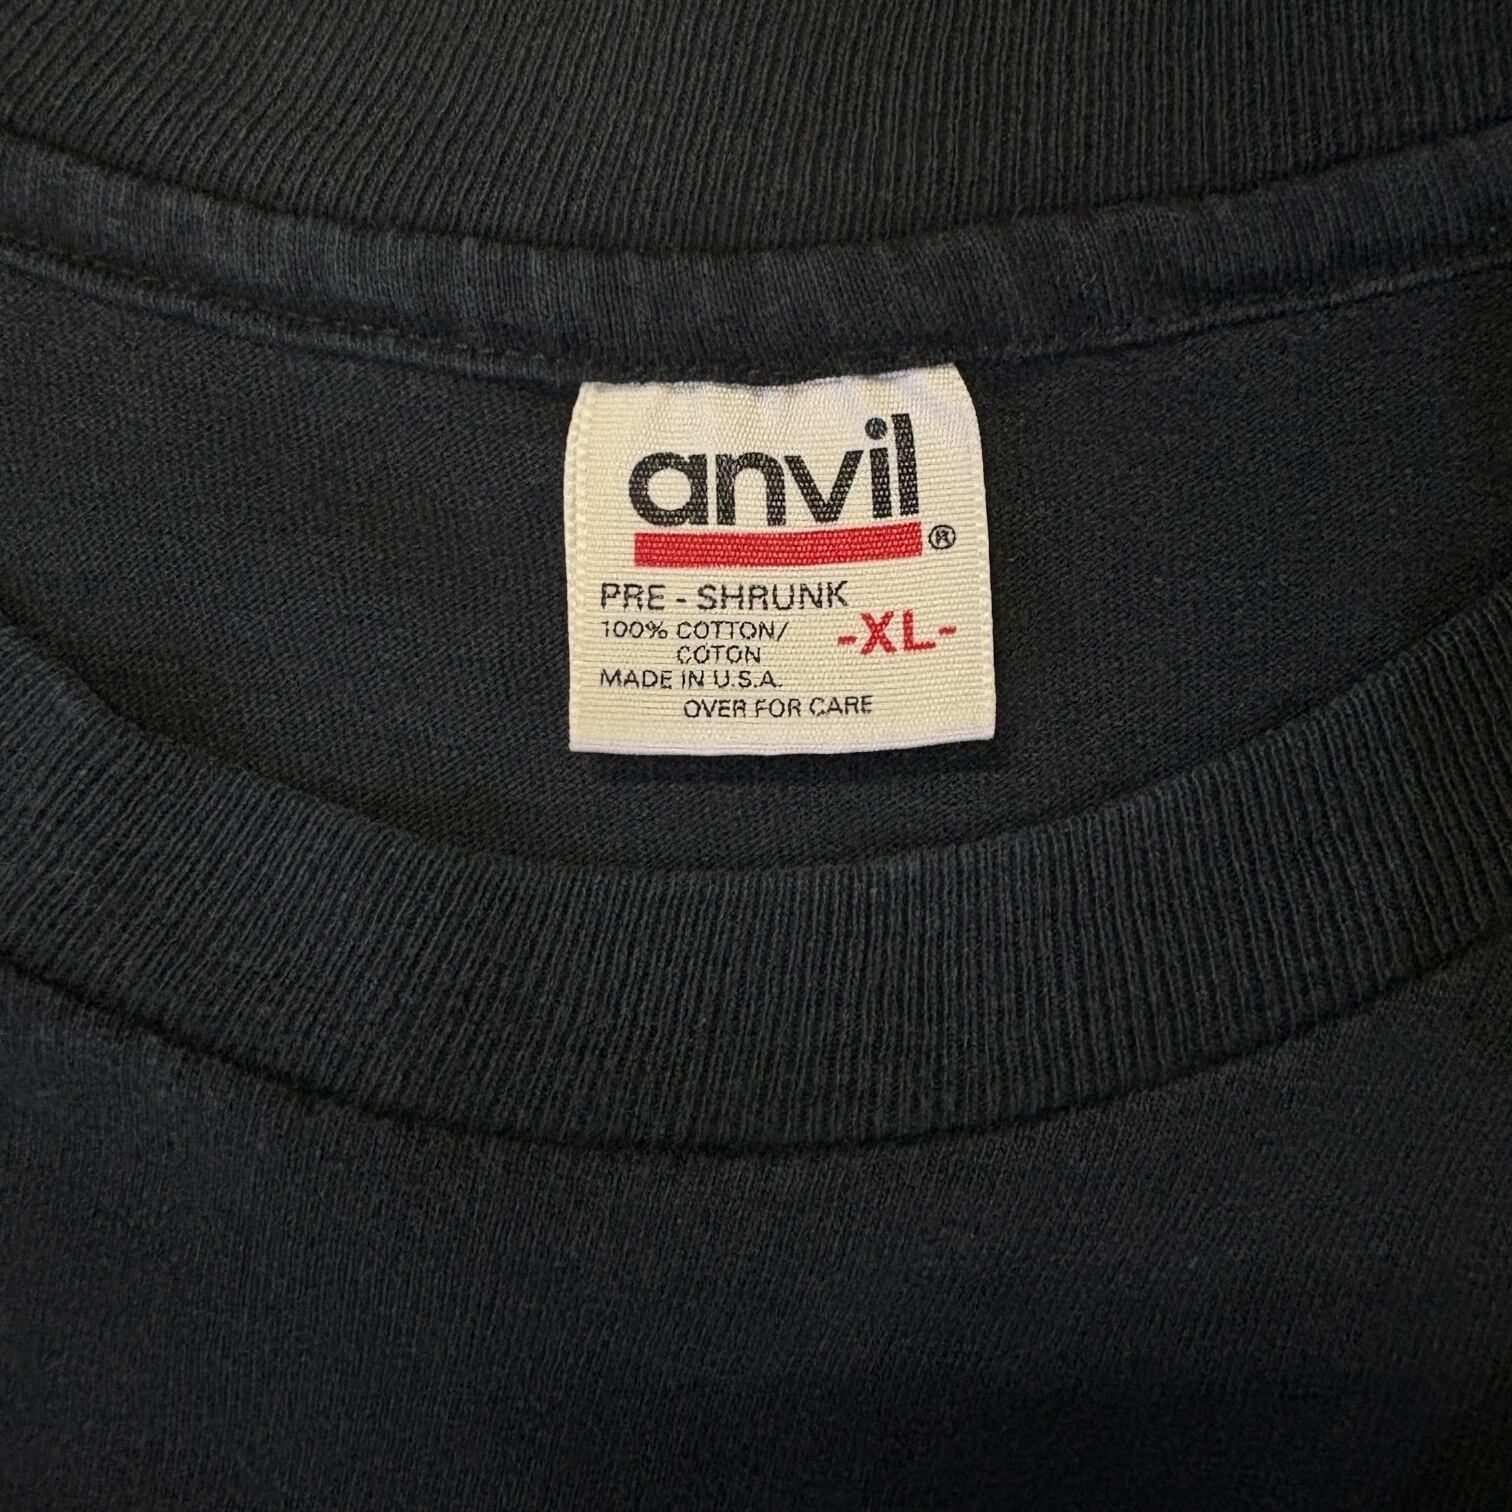 anvil®
PRE - SHRUNK
100% COTTON/
COTON
-XL-
MADE IN U.S.A.
OVER FOR CARE